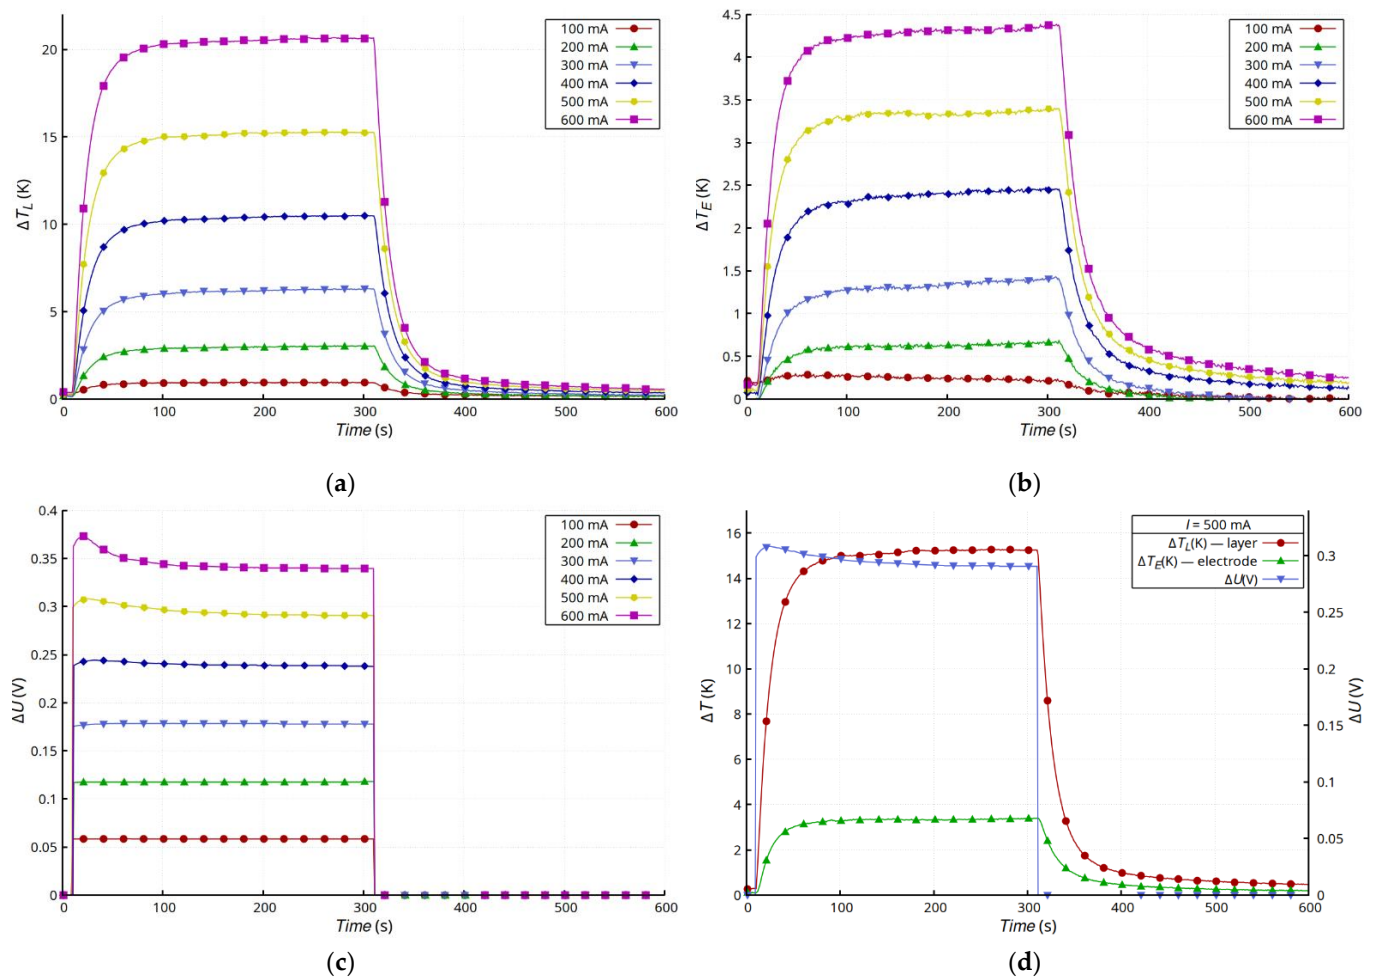 20
15
10
5
0
0
100
200
300
400
500
600
ΔT_L (K)
Time (s)
100 mA
200 mA
300 mA
400 mA
500 mA
600 mA
(a)
4.5
4
3.5
3
2.5
2
1.5
1
0.5
0
0
100
200
300
400
500
600
ΔT_E (K)
Time (s)
100 mA
200 mA
300 mA
400 mA
500 mA
600 mA
(b)
0.4
0.35
0.3
0.25
0.2
0.15
0.1
0.05
0
0
100
200
300
400
500
600
ΔU (V)
Time (s)
100 mA
200 mA
300 mA
400 mA
500 mA
600 mA
(c)
16
14
12
10
8
6
4
2
0
0
100
200
300
400
500
600
ΔT (K)
Time (s)
I = 500 mA
ΔT_L(K) — layer
ΔT_E(K) — electrode
ΔU(V)
0.3
0.25
0.2
0.15
0.1
0.05
0
ΔU (V)
(d)